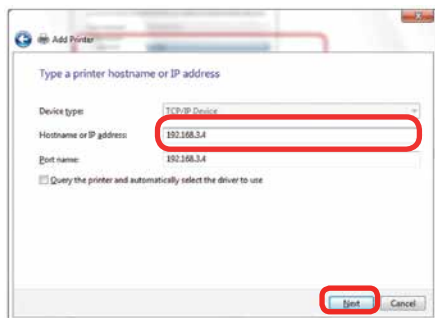 Add Printer
Type a printer hostname or IP address
Device type: TCP/IP Device
Hostname or IP address: 192.168.3.4
Port name: 192.168.3.4
Query the printer and automatically select the driver to use
Next Cancel